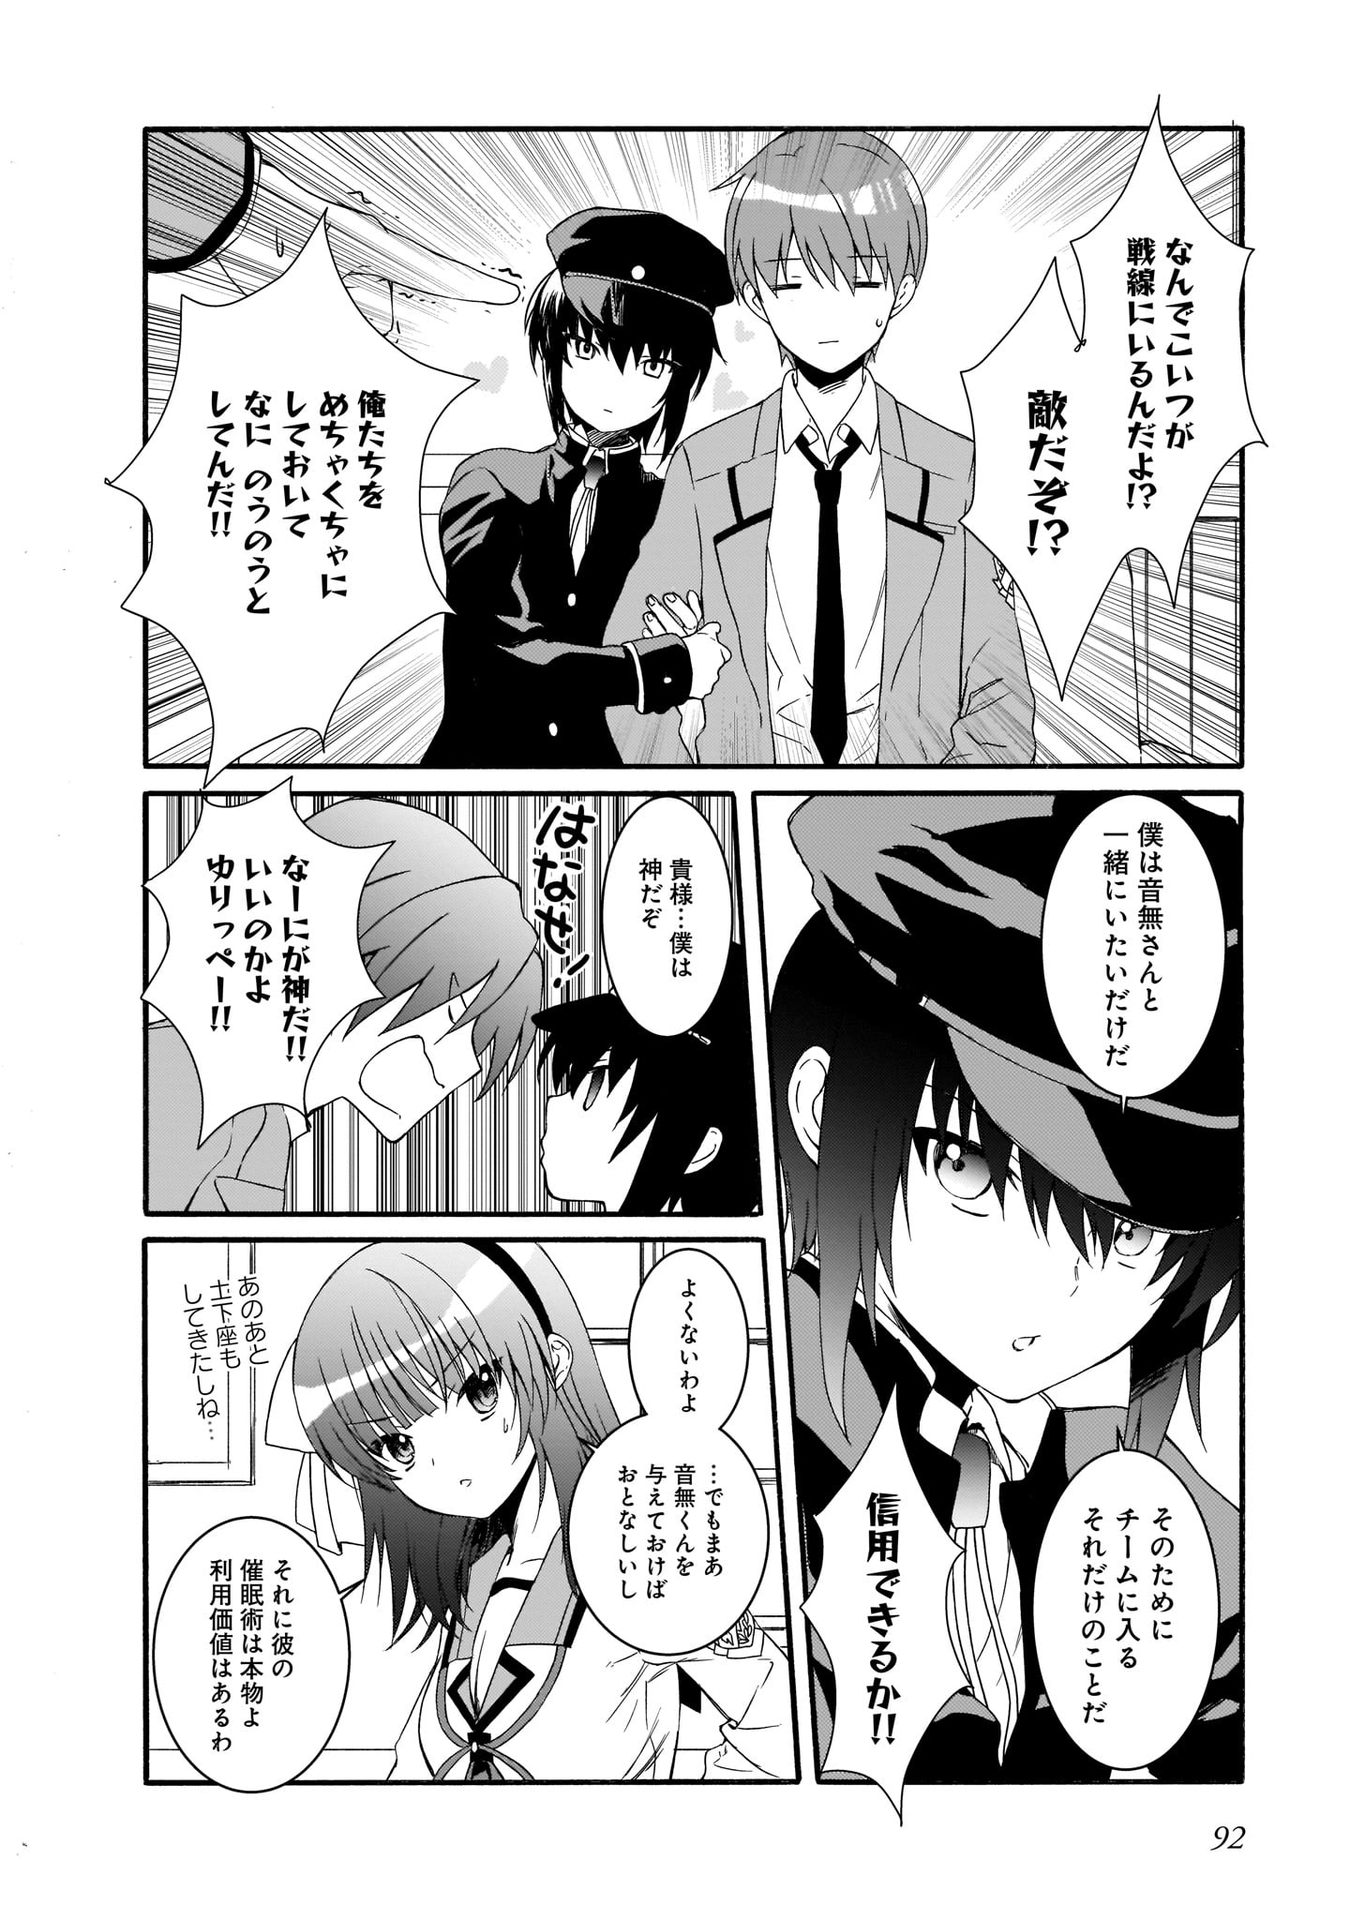 なんでこいつが
戦線にいるんだよ!?
敵だぞ!?
俺たちを
めちゃくちゃに
しておいて
なに のうのうと
してんだ!!
僕は音無さんと
一緒にいたいだけだ
そのために
チームに入る
それだけのことだ
信用できるか!!
貴様…僕は
神だぞ
はなせ!
なーにが神だ!!
いいのかよ
ゆりっぺー!!
よくないわよ
…でもまあ
音無くんを
与えておけば
おとなしいし
あのあと
土下座も
してきたしね…
それに彼の
催眠術は本物よ
利用価値はあるわ
92